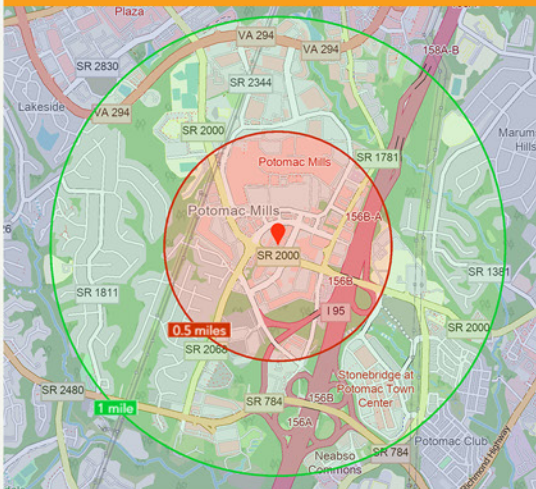 Plaza
VA 294
VA 294
158A-B
SR 2830
SR 2344
Lakeside
VA 294
SR 2000
Marum
Hills
Potomac Mills
SR 1781
Potomac Mills
156B-A
26
SR 2000
SR 1381
156B
SR 1811
I 95
0.5 miles
SR 2000
SR 2068
Stonebridge at
Potomac Town
Center
SR 2480
156B
SR 784
1 mile
156A
Potomac Club
Neabso
Commons
SR 784
Richmond Highway